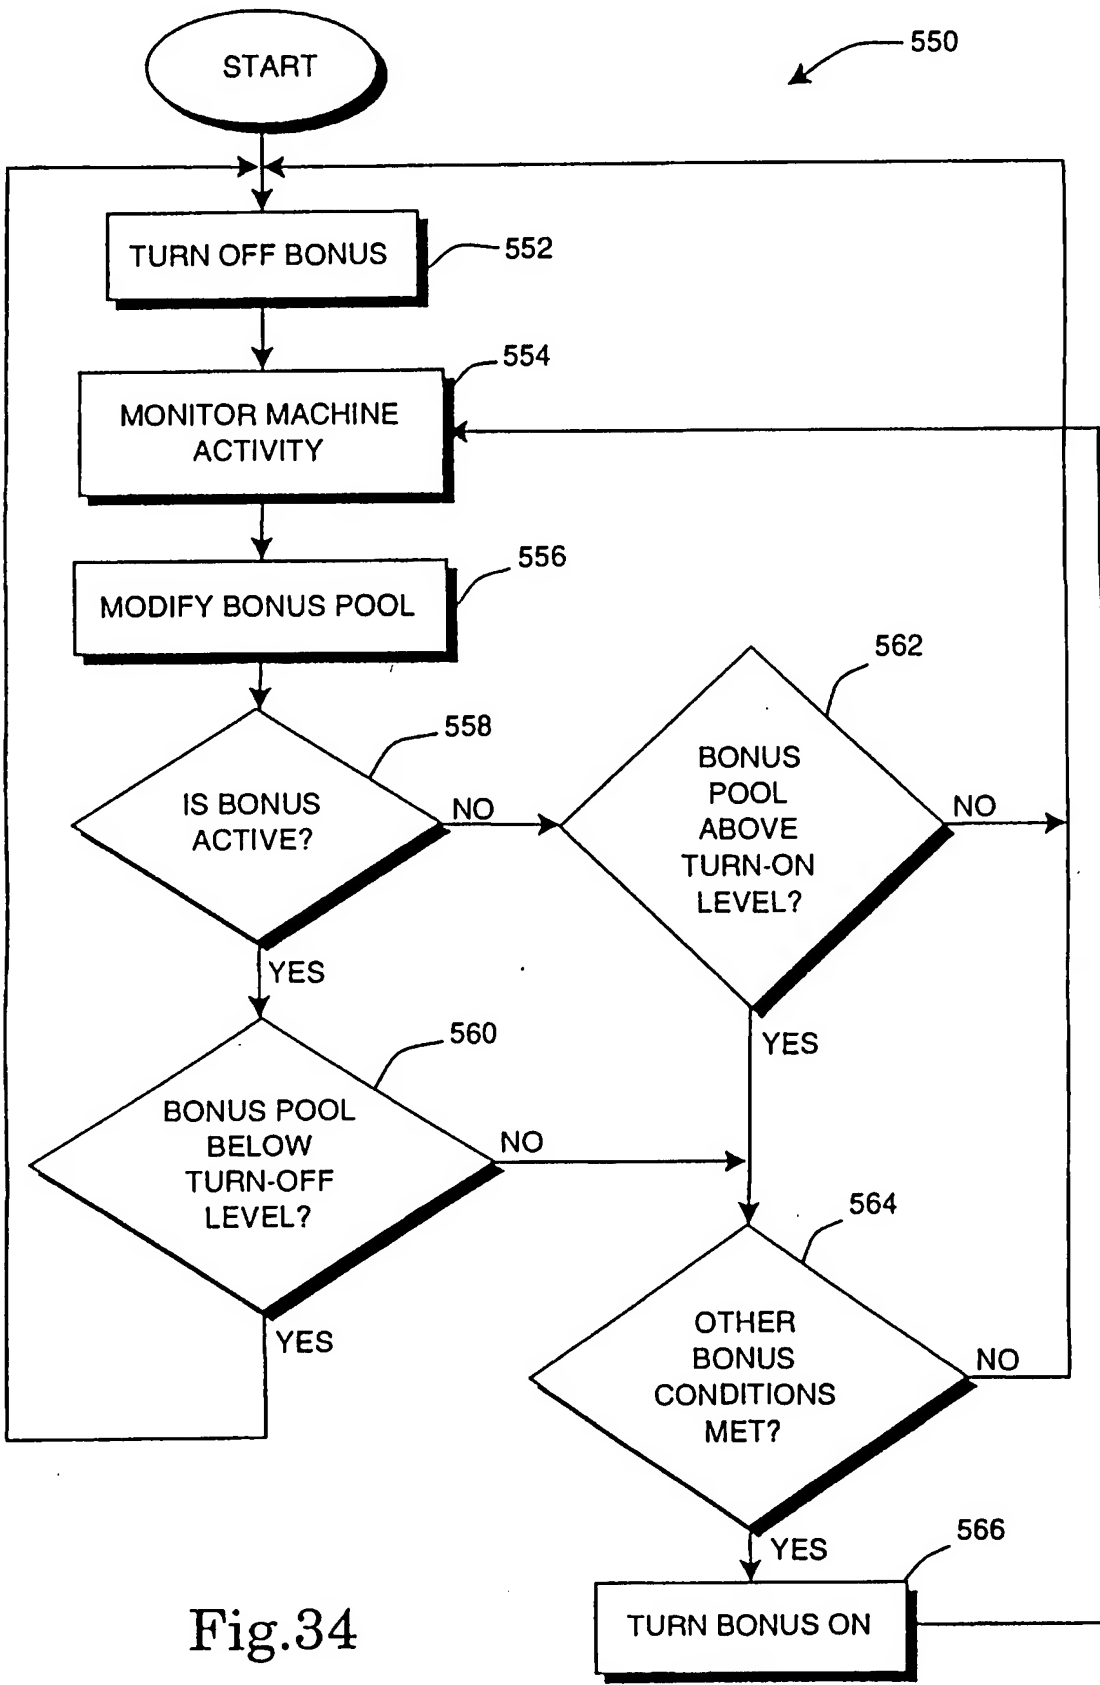 START
550
TURN OFF BONUS
552
554
MONITOR MACHINE
ACTIVITY
556
MODIFY BONUS POOL
558
IS BONUS
ACTIVE?
NO
YES
562
BONUS
POOL
ABOVE
TURN-ON
LEVEL?
NO
YES
560
BONUS POOL
BELOW
TURN-OFF
LEVEL?
NO
YES
564
OTHER
BONUS
CONDITIONS
MET?
NO
YES
566
TURN BONUS ON
Fig.34